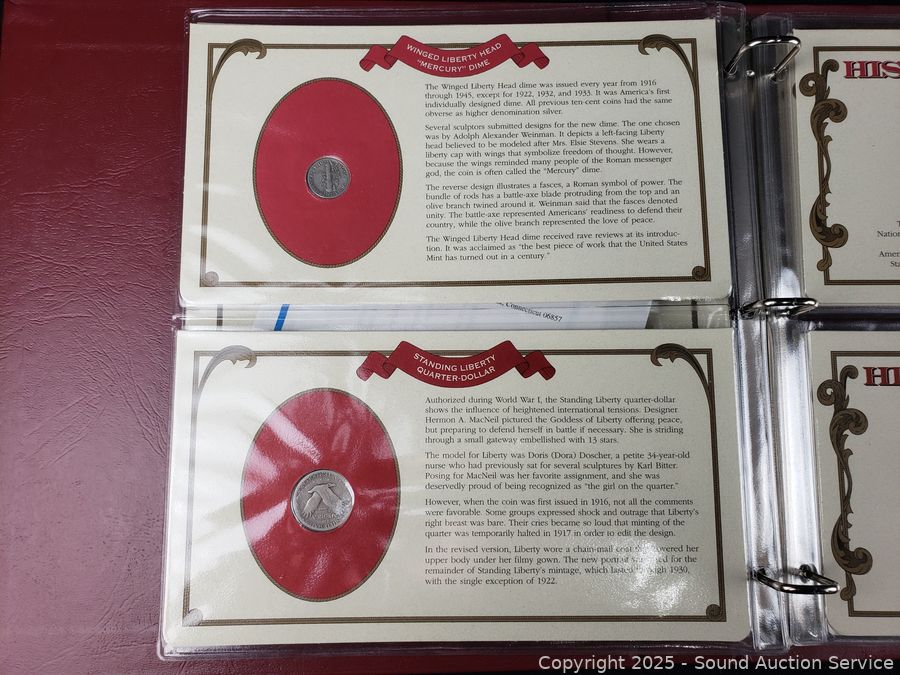 WINGED LIBERTY HEAD
"MERCURY" DIME
The Winged Liberty Head dime was issued every year from 1916
through 1945, except for 1922, 1932, and 1933. It was America's first
individually designed dime. All previous ten-cent coins had the same
obverse as higher denomination silver.
Several sculptors submitted designs for the new dime. The one chosen
was by Adolph Alexander Weinman. It depicts a left-facing Liberty
head believed to be modeled after Mrs. Elsie Stevens. She wears a
liberty cap with wings that symbolize freedom of thought. However,
because the wings reminded many people of the Roman messenger
god, the coin is often called the "Mercury" dime.
The reverse design illustrates a fasces, a Roman symbol of power. The
bundle of rods has a battle-axe blade protruding from the top and an
olive branch twined around it. Weinman said that the fasces denoted
unity. The battle-axe represented Americans' readiness to defend their
country, while the olive branch represented the love of peace.
The Winged Liberty Head dime received rave reviews at its introduc-
tion. It was acclaimed as "the best piece of work that the United States
Mint has turned out in a century."
Connecticut 06857
STANDING LIBERTY
QUARTER-DOLLAR
Authorized during World War I, the Standing Liberty quarter-dollar
shows the influence of heightened international tensions. Designer
Hermon A. MacNeil pictured the Goddess of Liberty offering peace,
but preparing to defend herself in battle if necessary. She is striding
through a small gateway embellished with 13 stars.
The model for Liberty was Doris (Dora) Doscher, a petite 34-year-old
nurse who had previously sat for several sculptures by Karl Bitter.
Posing for MacNeil was her favorite assignment, and she was
deservedly proud of being recognized as "the girl on the quarter."
However, when the coin was first issued in 1916, not all the comments
were favorable. Some groups expressed shock and outrage that Liberty's
right breast was bare. Their cries became so loud that minting of the
quarter was temporarily halted in 1917 in order to edit the design.
In the revised version, Liberty wore a chain-mail coat that covered her
upper body under her filmy gown. The new portrait for the
remainder of Standing Liberty's mintage, which lasted through 1930,
with the single exception of 1922.
HIS
Nation
Amer
Sta
HI
Copyright 2025 - Sound Auction Service